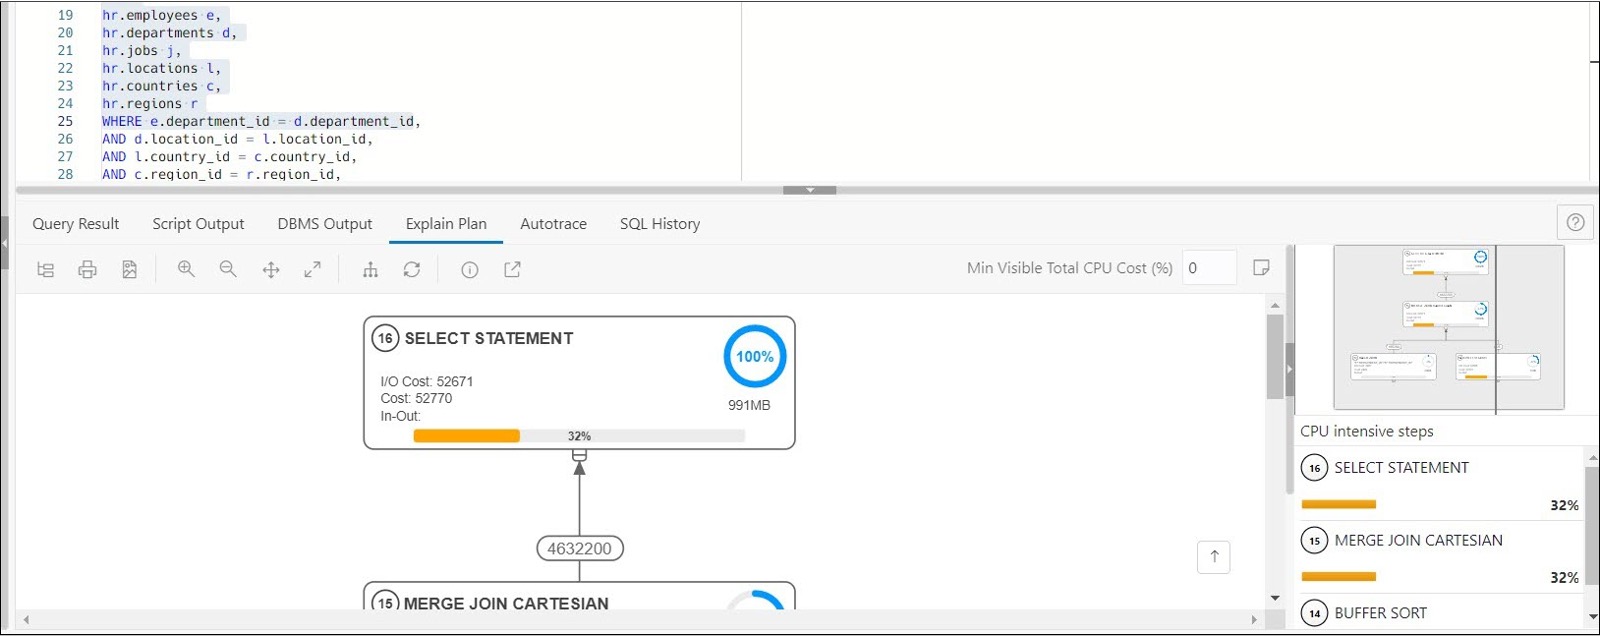 19 hr.employees e,
20 hr.departments d,
21 hr.jobs j,
22 hr.locations l,
23 hr.countries c,
24 hr.regions r
25 WHERE e.department_id = d.department_id,
26 AND d.location_id = l.location_id,
27 AND l.country_id = c.country_id,
28 AND c.region_id = r.region_id,
Query Result Script Output DBMS Output Explain Plan Autotrace SQL History
Min Visible Total CPU Cost (%) 0
16 SELECT STATEMENT
100%
I/O Cost: 52671
Cost: 52770
991MB
In-Out:
32%
4632200
15 MERGE JOIN CARTESIAN
CPU intensive steps
16 SELECT STATEMENT
32%
15 MERGE JOIN CARTESIAN
32%
14 BUFFER SORT